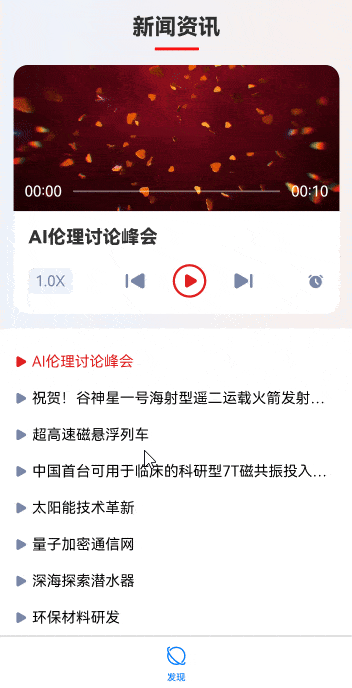 新闻资讯
00:00
00:10
AI伦理讨论峰会
1.0X
AI伦理讨论峰会
祝贺！谷神星一号海射型遥二运载火箭发射...
超高速磁悬浮列车
中国首台可用于临床的科研型7T磁共振投入...
太阳能技术革新
量子加密通信网
深海探索潜水器
环保材料研发
发现